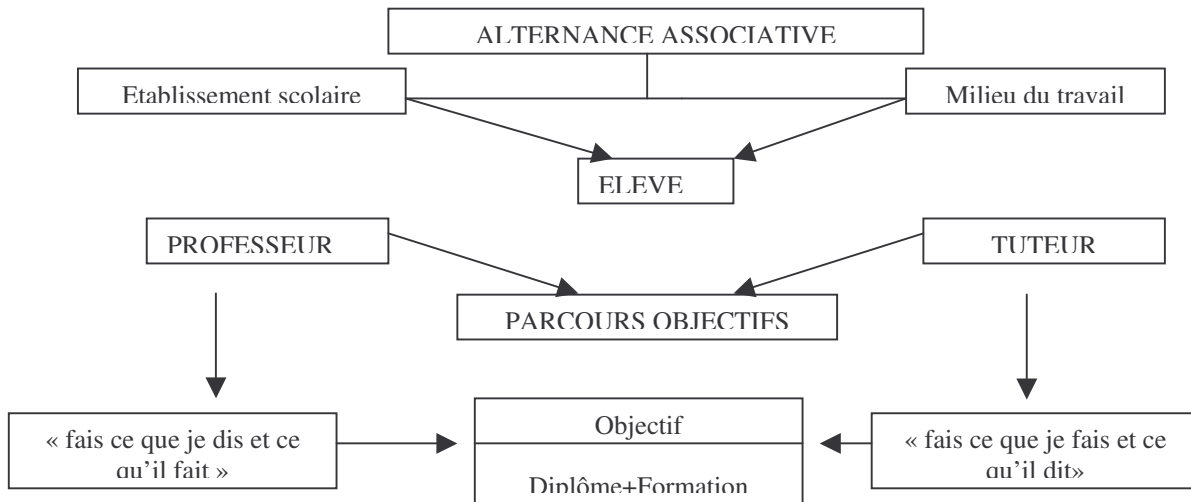 ALTERNANCE ASSOCIATIVE
Etablissement scolaire
Milieu du travail
ELEVE
PROFESSEUR
TUTEUR
PARCOURS OBJECTIFS
« fais ce que je dis et ce
qu'il fait »
Objectif
Diplôme+Formation
« fais ce que je fais et ce
qu'il dit»